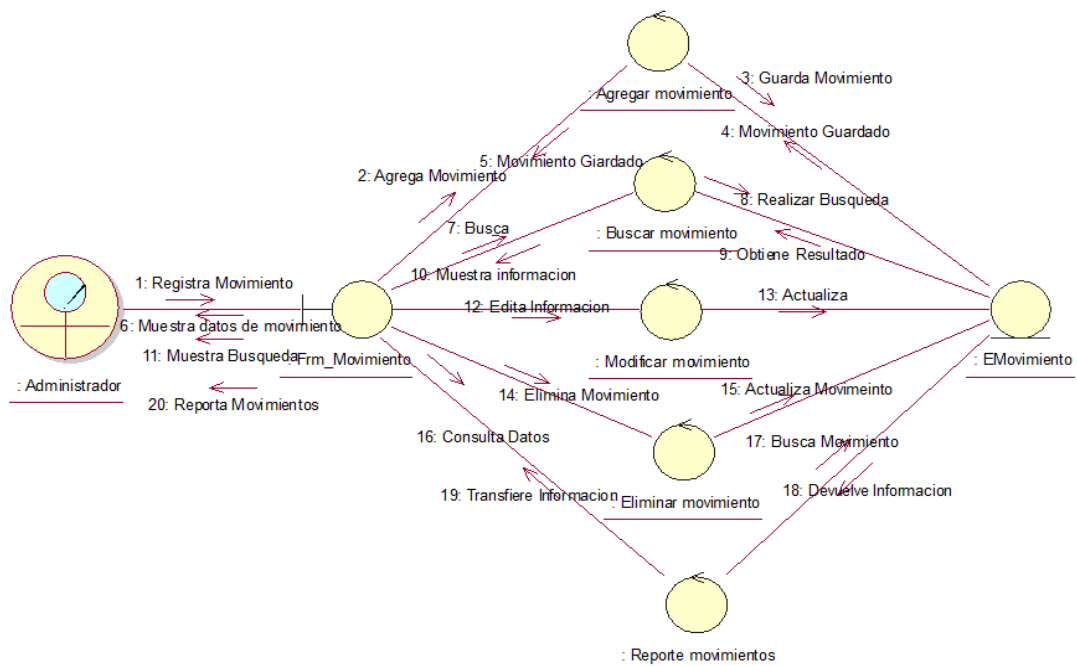 3: Guarda Movimiento
: Agregar movimiento
4: Movimiento Guardado
5: Movimiento Giardado
2: Agrega Movimiento
8: Realizar Busqueda
7: Busca
: Buscar movimiento
9: Obtiene Resultado
10: Muestra informacion
1: Registra Movimiento
12: Edita Informacion
13: Actualiza
6: Muestra datos de movimiento
11: Muestra Busqueda
: Frm_Movimiento
: Modificar movimiento
: EMovimiento
: Administrador
14: Elimina Movimiento
15: Actualiza Movimeinto
20: Reporta Movimientos
16: Consulta Datos
17: Busca Movimiento
19: Transfiere Informacion
: Eliminar movimiento
18: Devuelve Informacion
: Reporte movimientos